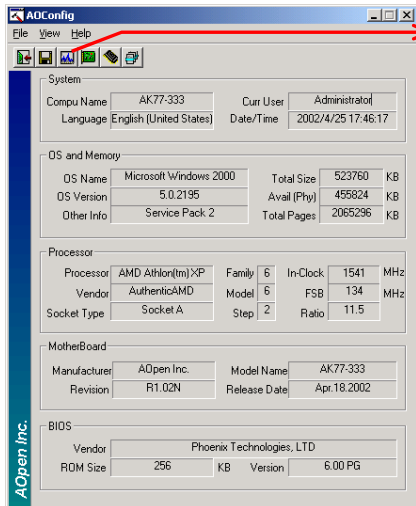 AOConfig
File View Help
System
Compu Name AK77-333 Curr User Administrator
Language English (United States) Date/Time 2002/4/25 17:46:17
OS and Memory
OS Name Microsoft Windows 2000 Total Size 523760 KB
OS Version 5.0.2195 Avail (Phy) 455824 KB
Other Info Service Pack 2 Total Pages 2065296 KB
Processor
Processor AMD Athlon(tm) XP Family 6 In-Clock 1541 MHz
Vendor AuthenticAMD Model 6 FSB 134 MHz
Socket Type Socket A Step 2 Ratio 11.5
MotherBoard
Manufacturer AOpen Inc. Model Name AK77-333
Revision R1.02N Release Date Apr.18.2002
BIOS
Vendor Phoenix Technologies, LTD
ROM Size 256 KB Version 6.00 PG
AOpen Inc.